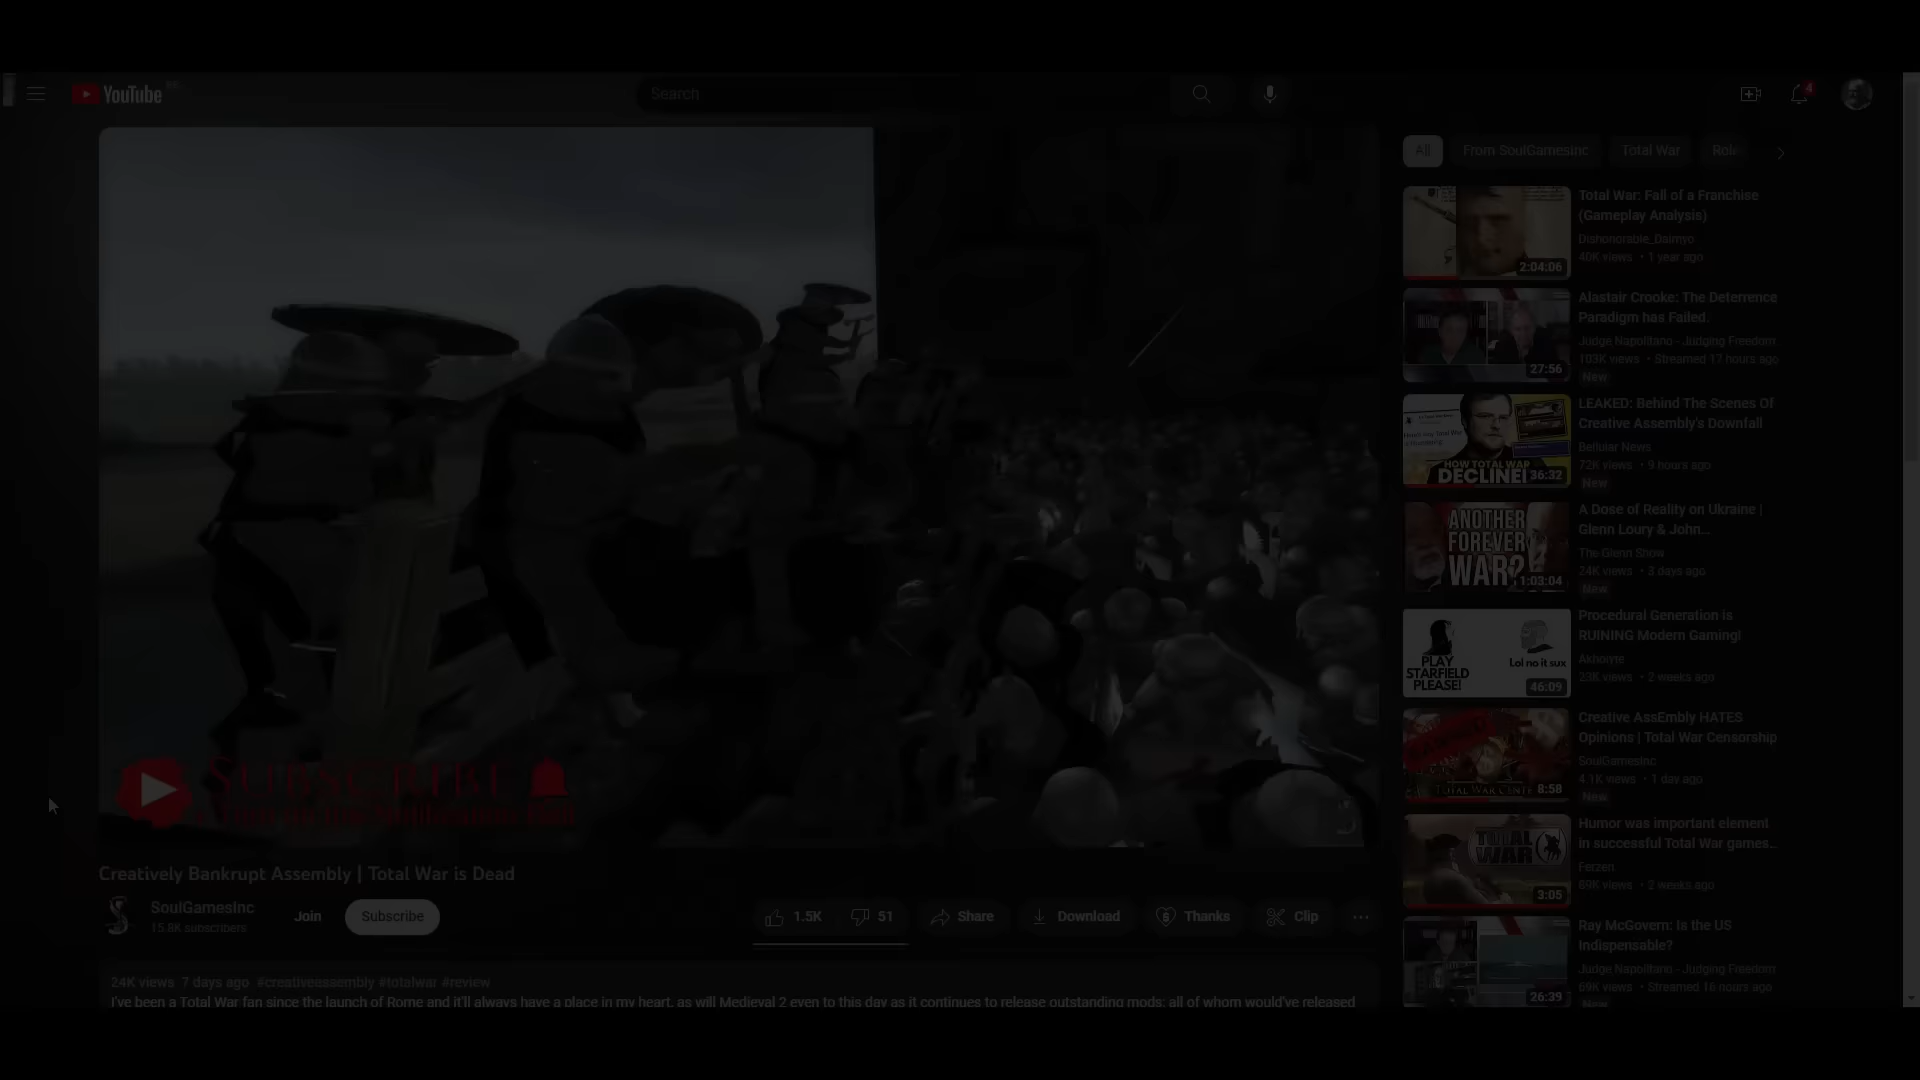 YouTube
Search
4
All
From SoulGamesInc
Total War
SUBSCRIBE
Creatively Bankrupt Assembly | Total War is Dead
SoulGamesInc
15.8K subscribers
Join
Subscribe
1.5K
51
Share
Download
Thanks
Clip
24K views 7 days ago #creativeassembly #totalwar #review
I've been a Total War fan since the launch of Rome and it'll always have a place in my heart, as will Medieval 2 even to this day as it continues to release outstanding mods; all of whom would've released
2:04:06
Total War: Fall of a Franchise
(Gameplay Analysis)
Dishonorable_Daimyo
40K views • 1 year ago
27:56
Alastair Crooke: The Deterrence
Paradigm has Failed.
Judge Napolitano - Judging Freedom
103K views • Streamed 17 hours ago
New
HOW TOTAL WAR
DECLINE
36:32
LEAKED: Behind The Scenes Of
Creative Assembly's Downfall
Bellular News
72K views • 9 hours ago
New
ANOTHER
FOREVER
WAR?
1:03:04
A Dose of Reality on Ukraine |
Glenn Loury & John...
The Glenn Show
24K views • 3 days ago
New
PLAY
STARFIELD
PLEASE!
Lol no it sux
46:09
Procedural Generation is
RUINING Modern Gaming!
Akhoryte
23K views • 2 weeks ago
TOTAL WAR CENTE
8:58
Creative AssEmbly HATES
Opinions | Total War Censorship
SoulGamesInc
4.1K views • 1 day ago
New
TOTAL
WAR
3:05
Humor was important element
in successful Total War games...
Ferzen
89K views • 2 weeks ago
26:39
Ray McGovern: Is the US
Indispensable?
Judge Napolitano - Judging Freedom
69K views • Streamed 16 hours ago
New